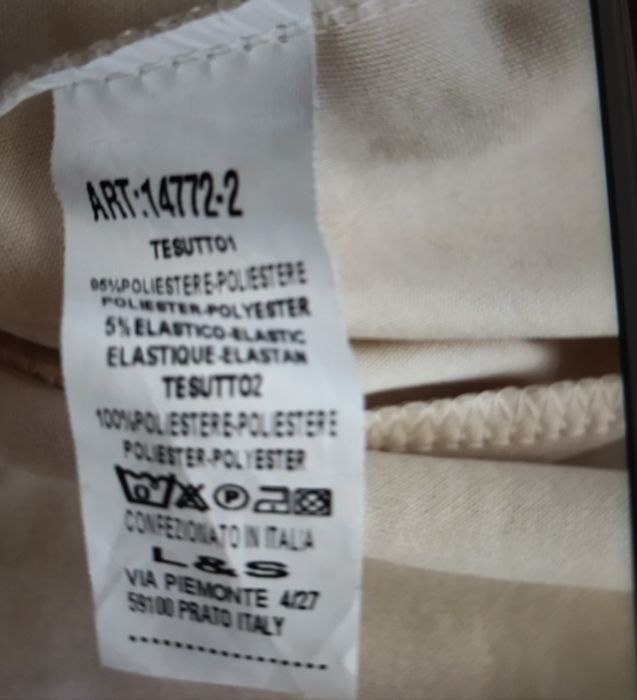 ART:14772-2
TESUTTO1
95%POLIESTERE-POLIESTERE
POLIESTER-POLYESTER
5%ELASTICO-ELASTIC
ELASTIQUE-ELASTAN
TESUTTO2
100%POLIESTERE-POLIESTERE
POLIESTER-POLYESTER
P
CONFEZIONATO IN ITALIA
L&S
VIA PIEMONTE 4/27
59100 PRATO ITALY